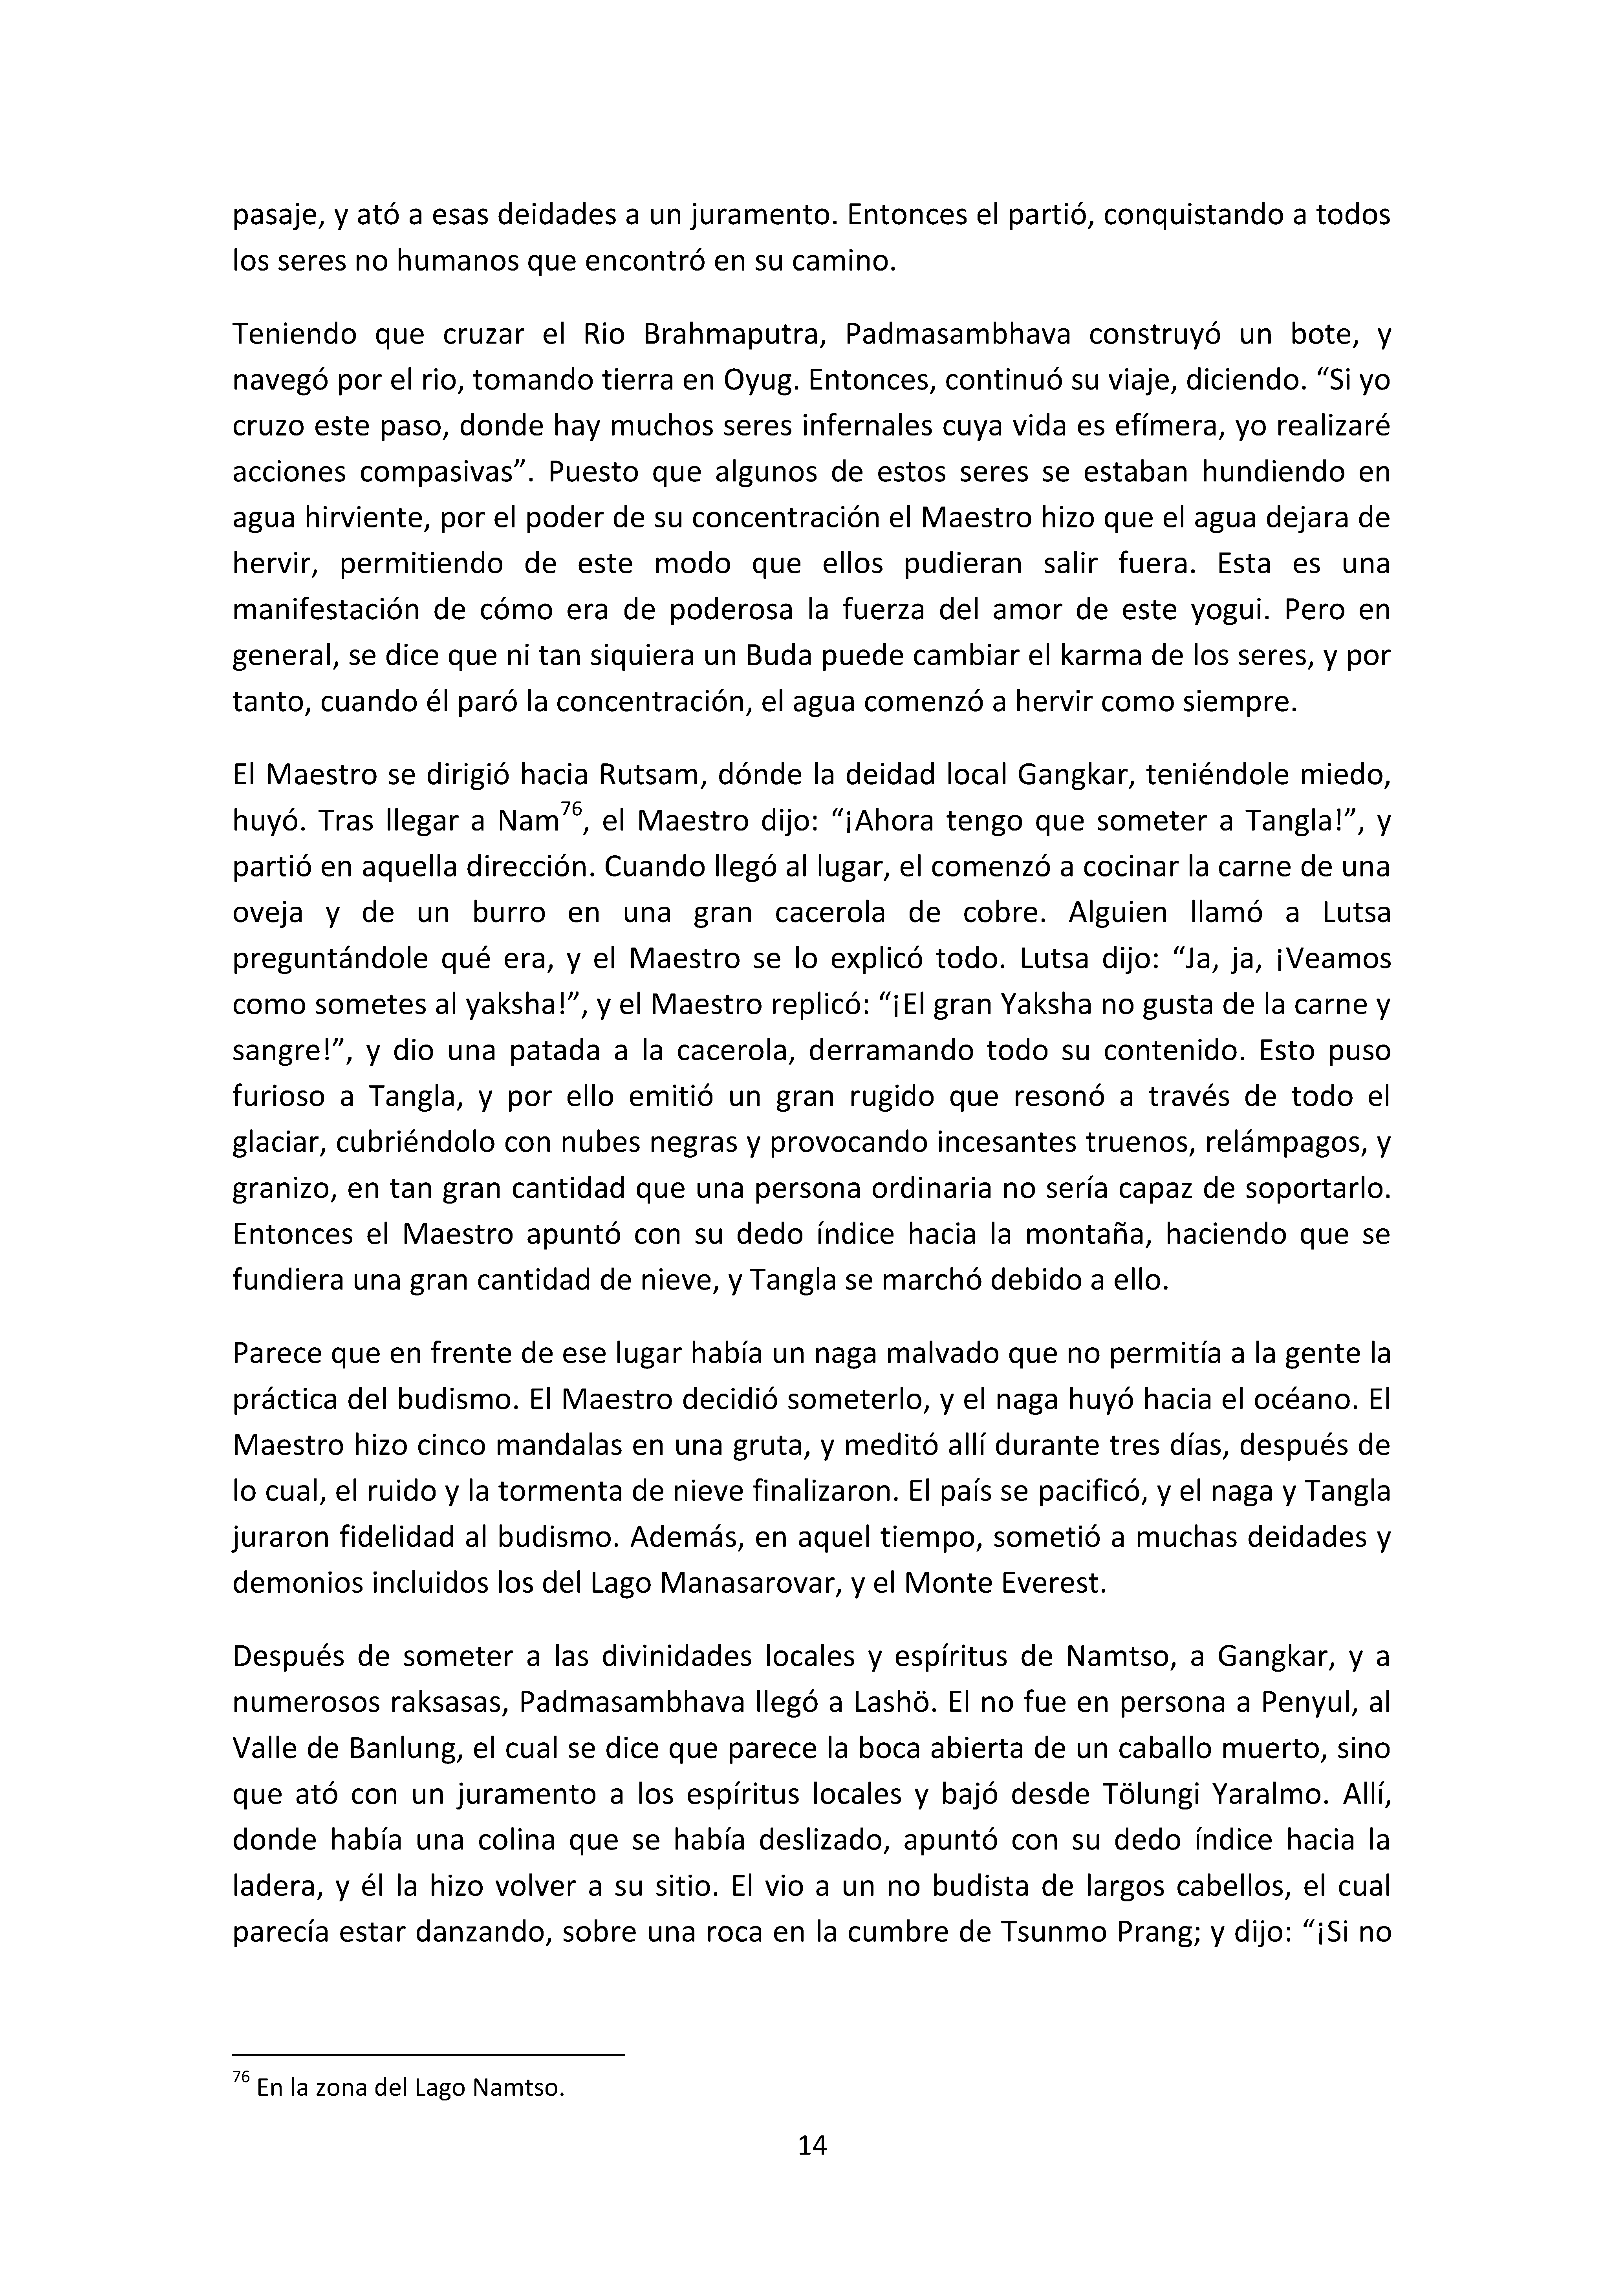 pasaje, y ató a esas deidades a un juramento. Entonces el partió, conquistando a todos
los seres no humanos que encontró en su camino.
Teniendo que cruzar el Rio Brahmaputra, Padmasambhava construyó un bote, y
navegó por el rio, tomando tierra en Oyug. Entonces, continuó su viaje, diciendo. “Si yo
cruzo este paso, donde hay muchos seres infernales cuya vida es efímera, yo realizaré
acciones compasivas”. Puesto que algunos de estos seres se estaban hundiendo en
agua hirviente, por el poder de su concentración el Maestro hizo que el agua dejara de
hervir, permitiendo de este modo que ellos pudieran salir fuera. Esta es una
manifestación de cómo era de poderosa la fuerza del amor de este yogui. Pero en
general, se dice que ni tan siquiera un Buda puede cambiar el karma de los seres, y por
tanto, cuando él paró la concentración, el agua comenzó a hervir como siempre.
El Maestro se dirigió hacia Rutsam, dónde la deidad local Gangkar, teniéndole miedo,
huyó. Tras llegar a Nam76, el Maestro dijo: “¡Ahora tengo que someter a Tangla!”, y
partió en aquella dirección. Cuando llegó al lugar, el comenzó a cocinar la carne de una
oveja y de un burro en una gran cacerola de cobre. Alguien llamó a Lutsa
preguntándole qué era, y el Maestro se lo explicó todo. Lutsa dijo: “Ja, ja, ¡Veamos
como sometes al yaksha!”, y el Maestro replicó: “¡El gran Yaksha no gusta de la carne y
sangre!”, y dio una patada a la cacerola, derramando todo su contenido. Esto puso
furioso a Tangla, y por ello emitió un gran rugido que resonó a través de todo el
glaciar, cubriéndolo con nubes negras y provocando incesantes truenos, relámpagos, y
granizo, en tan gran cantidad que una persona ordinaria no sería capaz de soportarlo.
Entonces el Maestro apuntó con su dedo índice hacia la montaña, haciendo que se
fundiera una gran cantidad de nieve, y Tangla se marchó debido a ello.
Parece que en frente de ese lugar había un naga malvado que no permitía a la gente la
práctica del budismo. El Maestro decidió someterlo, y el naga huyó hacia el océano. El
Maestro hizo cinco mandalas en una gruta, y meditó allí durante tres días, después de
lo cual, el ruido y la tormenta de nieve finalizaron. El país se pacificó, y el naga y Tangla
juraron fidelidad al budismo. Además, en aquel tiempo, sometió a muchas deidades y
demonios incluidos los del Lago Manasarovar, y el Monte Everest.
Después de someter a las divinidades locales y espíritus de Namtso, a Gangkar, y a
numerosos raksasas, Padmasambhava llegó a Lashö. El no fue en persona a Penyul, al
Valle de Banlung, el cual se dice que parece la boca abierta de un caballo muerto, sino
que ató con un juramento a los espíritus locales y bajó desde Tölungi Yaralmo. Allí,
donde había una colina que se había deslizado, apuntó con su dedo índice hacia la
ladera, y él la hizo volver a su sitio. El vio a un no budista de largos cabellos, el cual
parecía estar danzando, sobre una roca en la cumbre de Tsunmo Prang; y dijo: “¡Si no
76 En la zona del Lago Namtso.
14